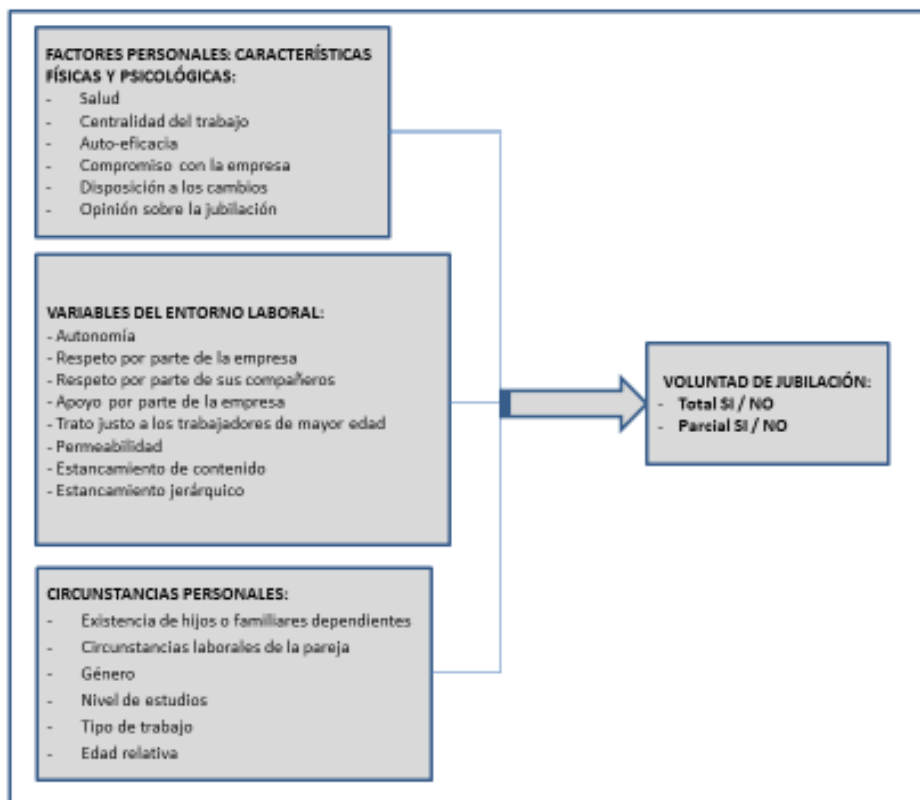 FACTORES PERSONALES: CARACTERÍSTICAS
FÍSICAS Y PSICOLÓGICAS:
- Salud
- Centralidad del trabajo
- Auto-eficacia
- Compromiso con la empresa
- Disposición a los cambios
- Opinión sobre la jubilación
VARIABLES DEL ENTORNO LABORAL:
- Autonomía
- Respeto por parte de la empresa
- Respeto por parte de sus compañeros
- Apoyo por parte de la empresa
- Trato justo a los trabajadores de mayor edad
- Permeabilidad
- Estancamiento de contenido
- Estancamiento jerárquico
CIRCUNSTANCIAS PERSONALES:
- Existencia de hijos o familiares dependientes
- Circunstancias laborales de la pareja
- Género
- Nivel de estudios
- Tipo de trabajo
- Edad relativa
VOLUNTAD DE JUBILACIÓN:
- Total SI / NO
- Parcial SI / NO